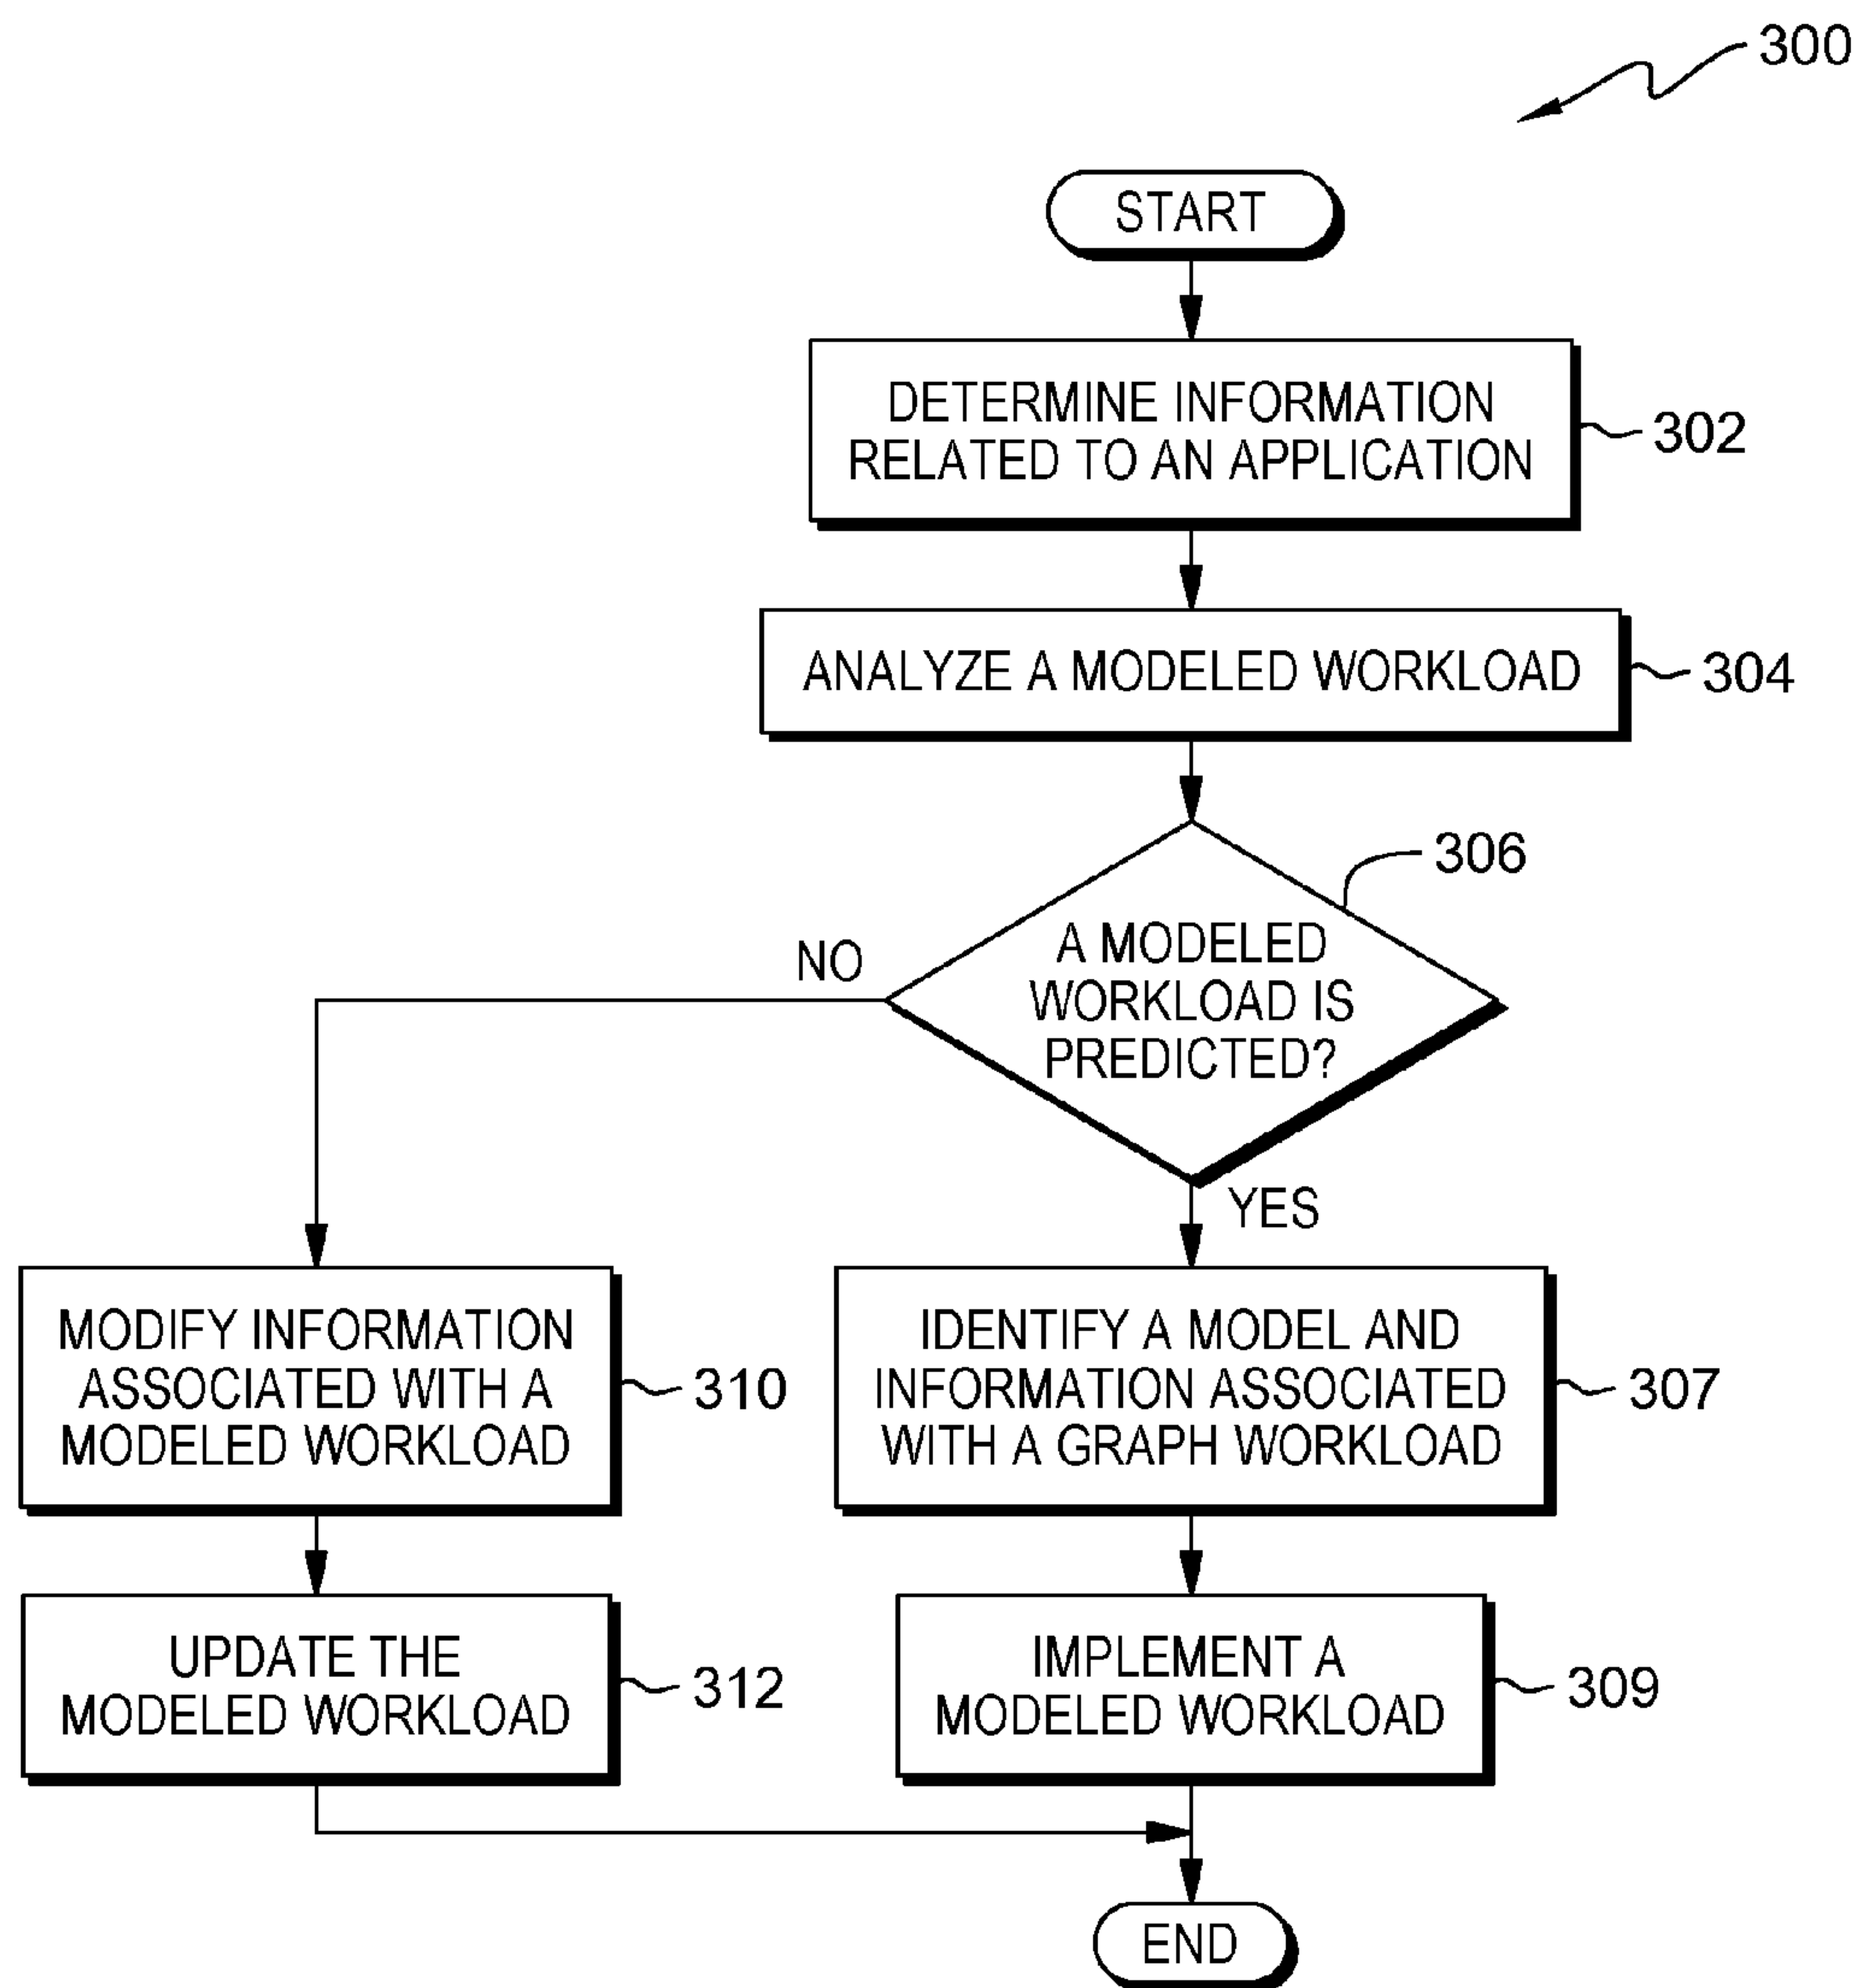 300
START
DETERMINE INFORMATION
RELATED TO AN APPLICATION
302
ANALYZE A MODELED WORKLOAD
304
306
A MODELED
WORKLOAD IS
PREDICTED?
NO
YES
MODIFY INFORMATION
ASSOCIATED WITH A
MODELED WORKLOAD
310
IDENTIFY A MODEL AND
INFORMATION ASSOCIATED
WITH A GRAPH WORKLOAD
307
UPDATE THE
MODELED WORKLOAD
312
IMPLEMENT A
MODELED WORKLOAD
309
END